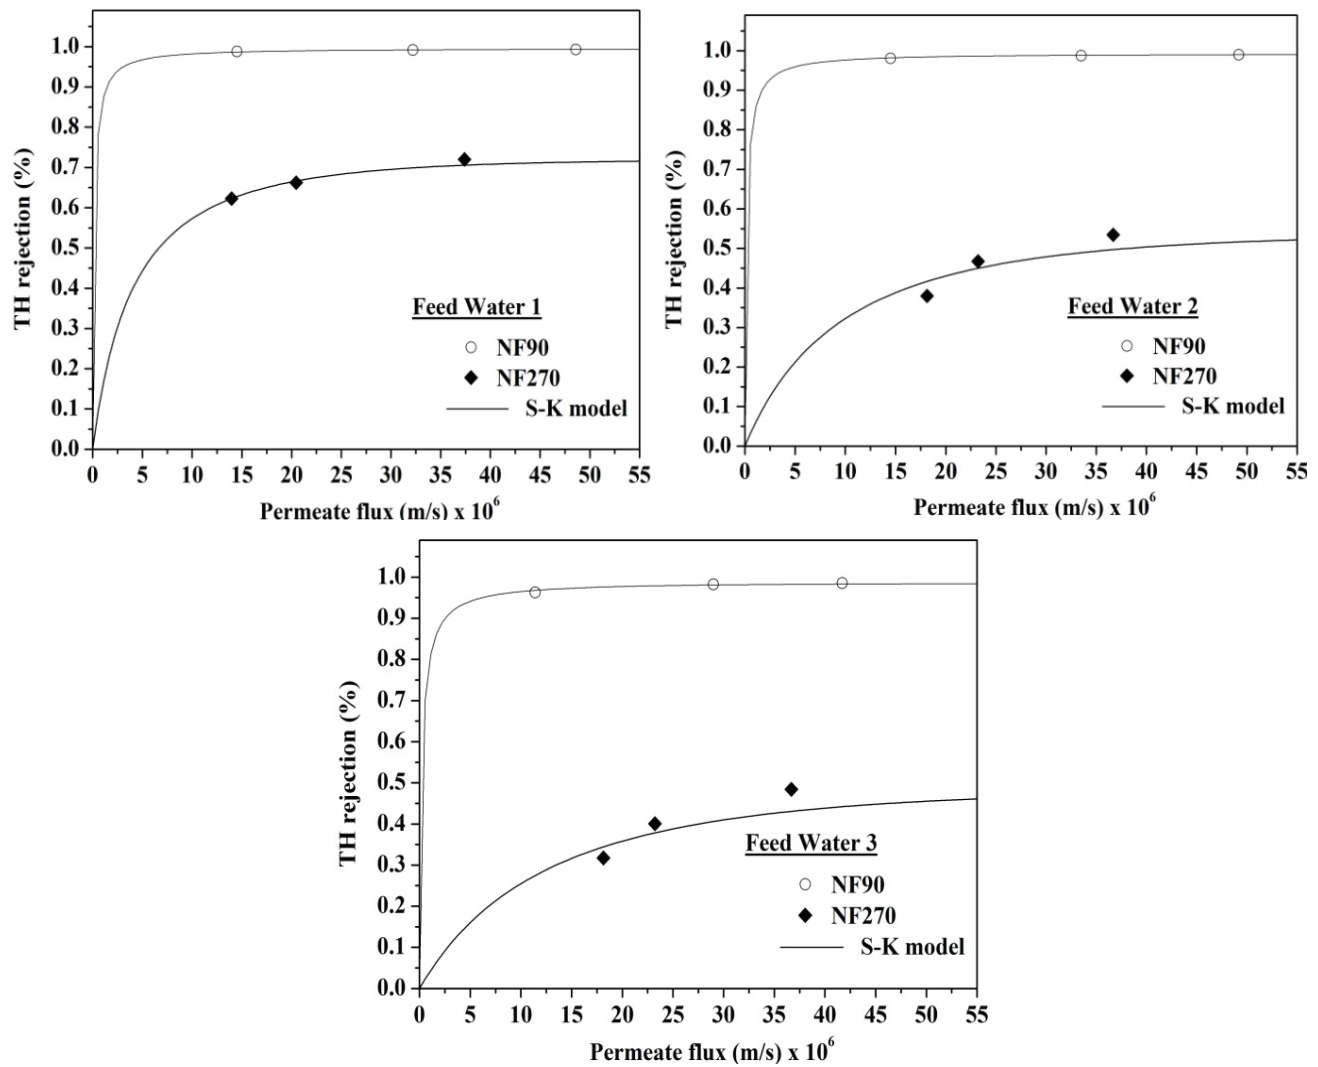 1.0
0.9
0.8
0.7
0.6
0.5
0.4
0.3
0.2
0.1
0.0
TH rejection (%)
Feed Water 1
NF90
NF270
S-K model
0 5 10 15 20 25 30 35 40 45 50 55
Permeate flux (m/s) x 10⁶
1.0
0.9
0.8
0.7
0.6
0.5
0.4
0.3
0.2
0.1
0.0
TH rejection (%)
Feed Water 2
NF90
NF270
S-K model
0 5 10 15 20 25 30 35 40 45 50 55
Permeate flux (m/s) x 10⁶
1.0
0.9
0.8
0.7
0.6
0.5
0.4
0.3
0.2
0.1
0.0
TH rejection (%)
Feed Water 3
NF90
NF270
S-K model
0 5 10 15 20 25 30 35 40 45 50 55
Permeate flux (m/s) x 10⁶